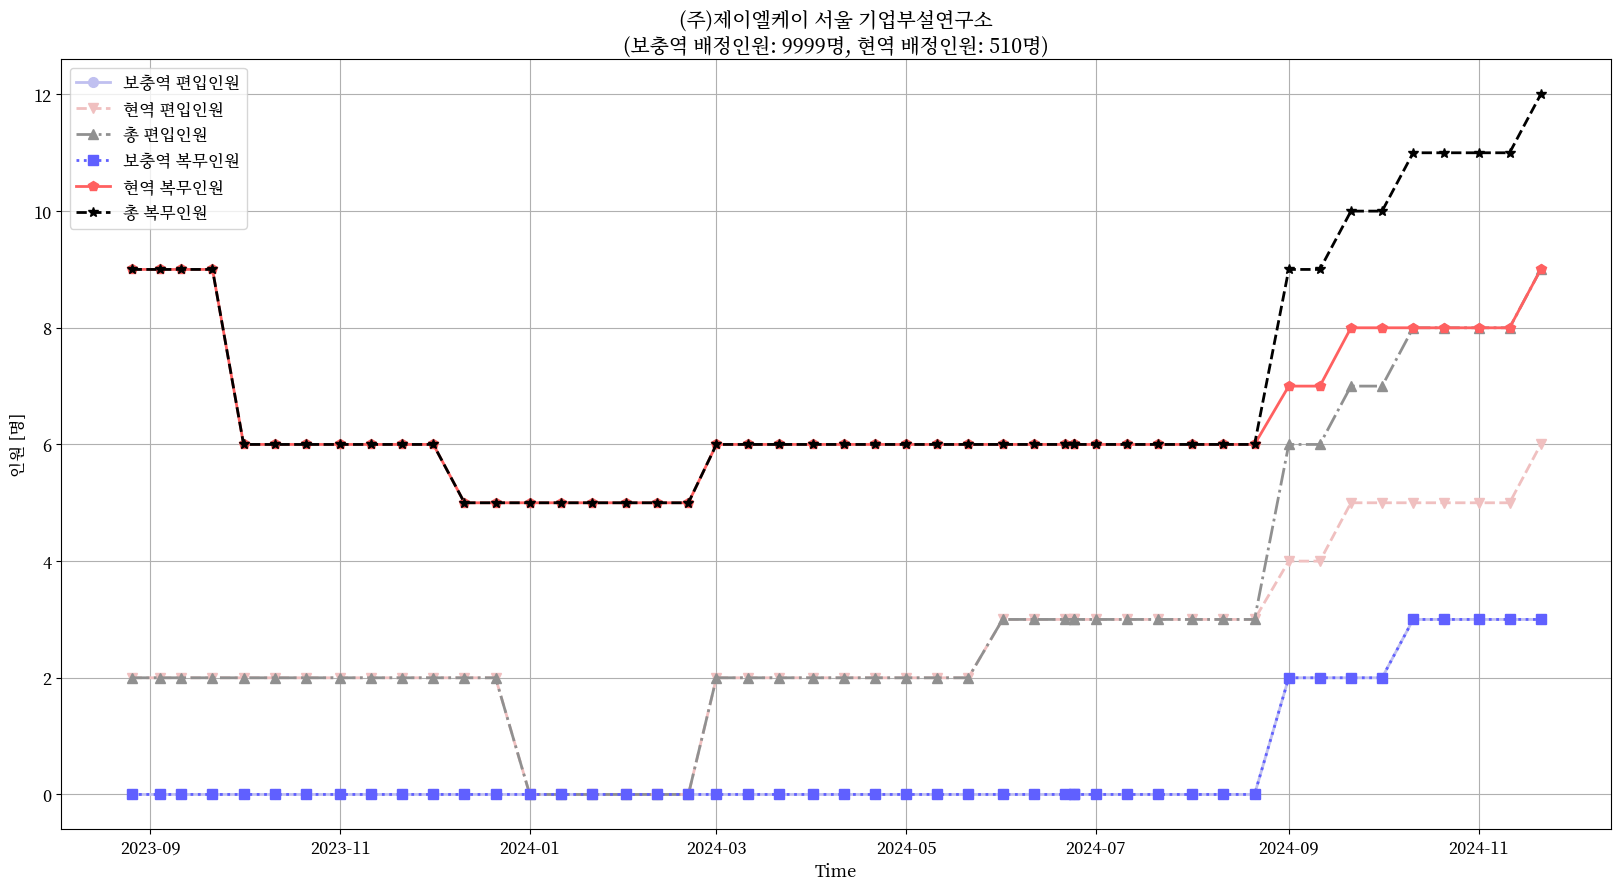 (주)제이엘케이 서울 기업부설연구소
(보충역 배정인원: 9999명, 현역 배정인원: 510명)
보충역 편입인원
현역 편입인원
총 편입인원
보충역 복무인원
현역 복무인원
총 복무인원
인원 [명]
12
10
8
6
4
2
0
2023-09
2023-11
2024-01
2024-03
2024-05
2024-07
2024-09
2024-11
Time